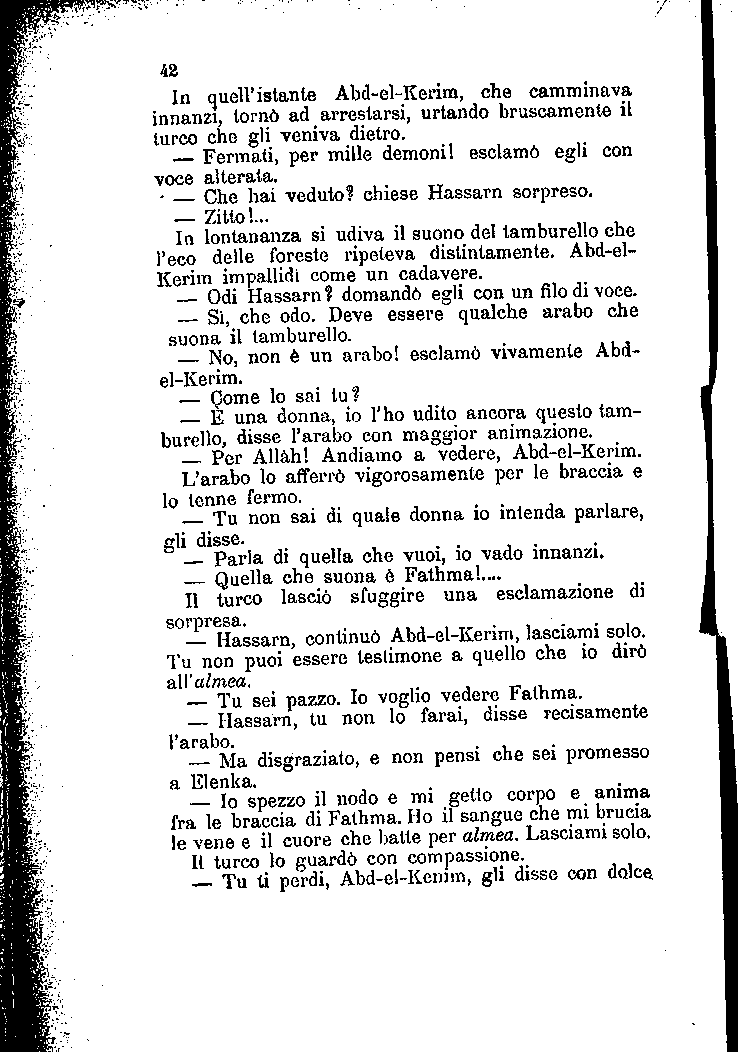 42
In quell'istante Abd-el-Kerim, che camminava
innanzi, tornò ad arrestarsi, urtando bruscamente il
turco che gli veniva dietro.
— Fermati, per mille demoni! esclamò egli con
voce alterata.
— Che hai veduto? chiese Hassarn sorpreso.
— Zitto!...
In lontananza si udiva il suono del tamburello che
l'eco delle foreste ripeteva distintamente. Abd-el-
Kerim impallidì come un cadavere.
— Odi Hassarn? domandò egli con un filo di voce.
— Sì, che odo. Deve essere qualche arabo che
suona il tamburello.
— No, non è un arabo! esclamò vivamente Abd-
el-Kerim.
— Come lo sai tu?
— È una donna, io l'ho udito ancora questo tam-
burello, disse l'arabo con maggior animazione.
— Per Allàh! Andiamo a vedere, Abd-el-Kerim.
L'arabo lo afferrò vigorosamente per le braccia e
lo tenne fermo.
— Tu non sai di quale donna io intenda parlare,
gli disse.
— Parla di quella che vuoi, io vado innanzi.
— Quella che suona è Fathma!....
Il turco lasciò sfuggire una esclamazione di
sorpresa.
— Hassarn, continuò Abd-el-Kerim, lasciami solo.
Tu non puoi essere testimone a quello che io dirò
all'almea.
— Tu sei pazzo. Io voglio vedere Fathma.
— Hassarn, tu non lo farai, disse recisamente
l'arabo.
— Ma disgraziato, e non pensi che sei promesso
a Elenka.
— Io spezzo il nodo e mi getto corpo e anima
fra le braccia di Fathma. Ho il sangue che mi brucia
le vene e il cuore che batte per almea. Lasciami solo.
Il turco lo guardò con compassione.
— Tu ti perdi, Abd-el-Kenim, gli disse con dolce